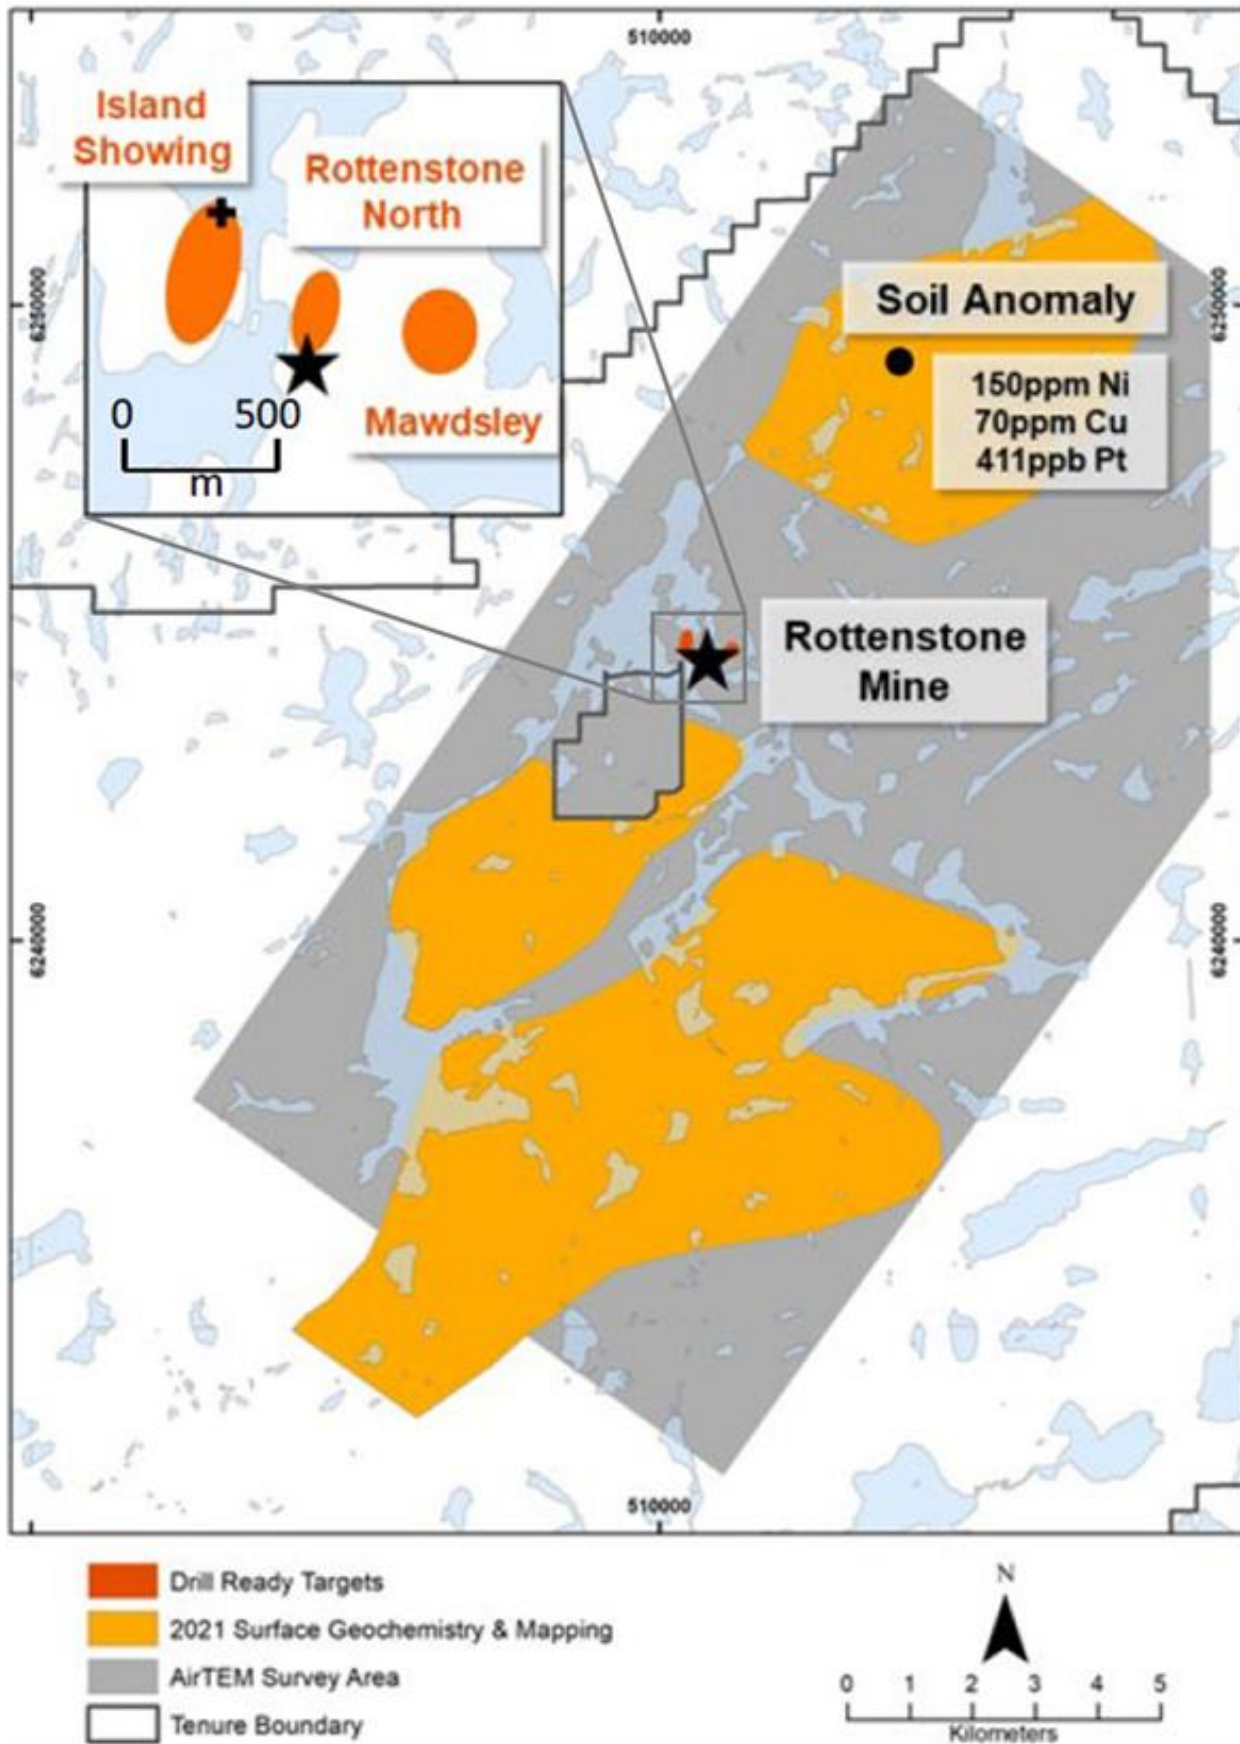 510000
Island
Showing
Rottenstone
North
6250000
6250000
Soil Anomaly
150ppm Ni
70ppm Cu
411ppb Pt
0 500
m
Mawdsley
Rottenstone
Mine
6240000
6240000
510000
Drill Ready Targets
2021 Surface Geochemistry & Mapping
AirTEM Survey Area
Tenure Boundary
N
0 1 2 3 4 5
Kilometers